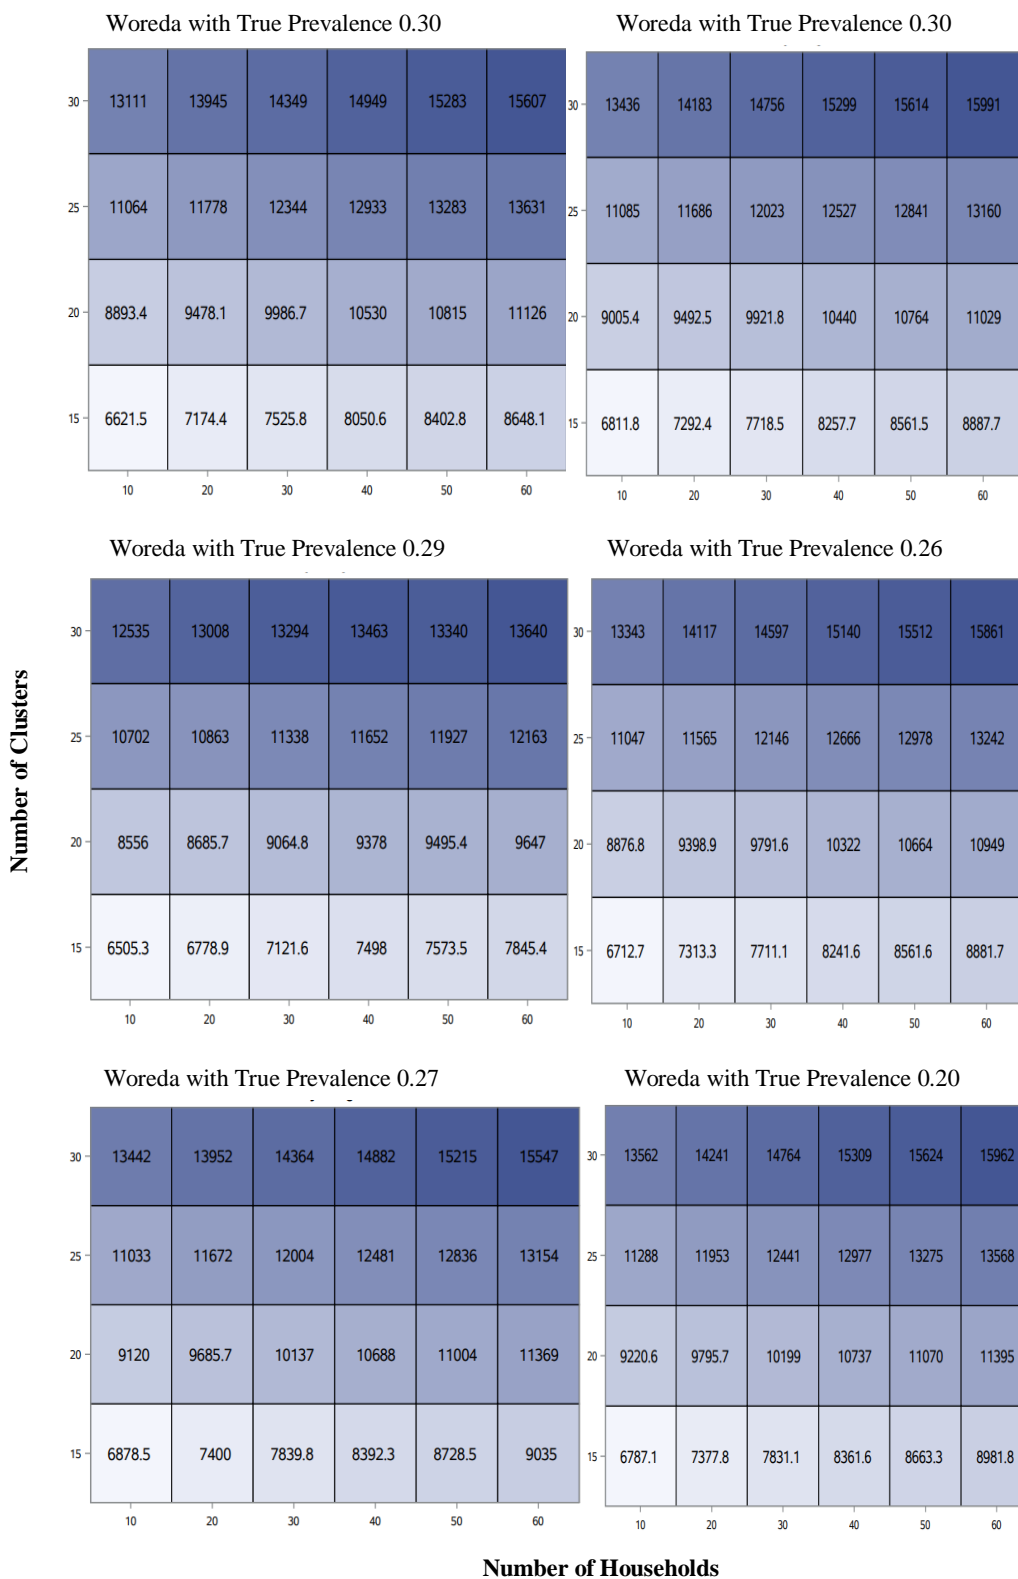 Woreda with True Prevalence 0.30
30 13111 13945 14349 14949 15283 15607
25 11064 11778 12344 12933 13283 13631
20 8893.4 9478.1 9986.7 10530 10815 11126
15 6621.5 7174.4 7525.8 8050.6 8402.8 8648.1
10 20 30 40 50 60
Woreda with True Prevalence 0.30
30 13436 14183 14756 15299 15614 15991
25 11085 11686 12023 12527 12841 13160
20 9005.4 9492.5 9921.8 10440 10764 11029
15 6811.8 7292.4 7718.5 8257.7 8561.5 8887.7
10 20 30 40 50 60
Woreda with True Prevalence 0.29
30 12535 13008 13294 13463 13340 13640
25 10702 10863 11338 11652 11927 12163
20 8556 8685.7 9064.8 9378 9495.4 9647
15 6505.3 6778.9 7121.6 7498 7573.5 7845.4
10 20 30 40 50 60
Woreda with True Prevalence 0.26
30 13343 14117 14597 15140 15512 15861
25 11047 11565 12146 12666 12978 13242
20 8876.8 9398.9 9791.6 10322 10664 10949
15 6712.7 7313.3 7711.1 8241.6 8561.6 8881.7
10 20 30 40 50 60
Number of Clusters
Woreda with True Prevalence 0.27
30 13442 13952 14364 14882 15215 15547
25 11033 11672 12004 12481 12836 13154
20 9120 9685.7 10137 10688 11004 11369
15 6878.5 7400 7839.8 8392.3 8728.5 9035
10 20 30 40 50 60
Woreda with True Prevalence 0.20
30 13562 14241 14764 15309 15624 15962
25 11288 11953 12441 12977 13275 13568
20 9220.6 9795.7 10199 10737 11070 11395
15 6787.1 7377.8 7831.1 8361.6 8663.3 8981.8
10 20 30 40 50 60
Number of Households